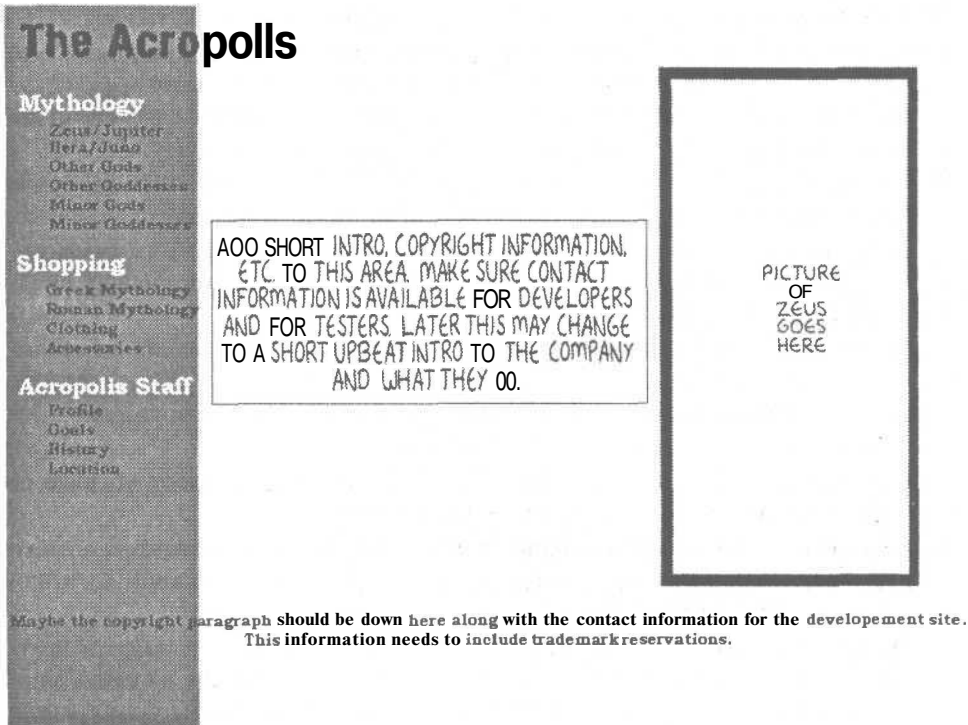 The Acropolls
Mythology
Zeus/Jupiter
Hera/Juno
Other Gods
Other Goddesses
Minor Gods
Minor Goddesses
Shopping
Greek Mythology
Roman Mythology
Clothing
Accessories
Acropolis Staff
Profile
Goals
History
Location
AOO SHORT INTRO, COPYRIGHT INFORMATION,
ETC. TO THIS AREA. MAKE SURE CONTACT
INFORMATION IS AVAILABLE FOR DEVELOPERS
AND FOR TESTERS. LATER THIS MAY CHANGE
TO A SHORT UPBEAT INTRO TO THE COMPANY
AND WHAT THEY OO.
PICTURE
OF
ZEUS
GOES
HERE
Maybe the copyright paragraph should be down here along with the contact information for the developement site.
This information needs to include trademark reservations.